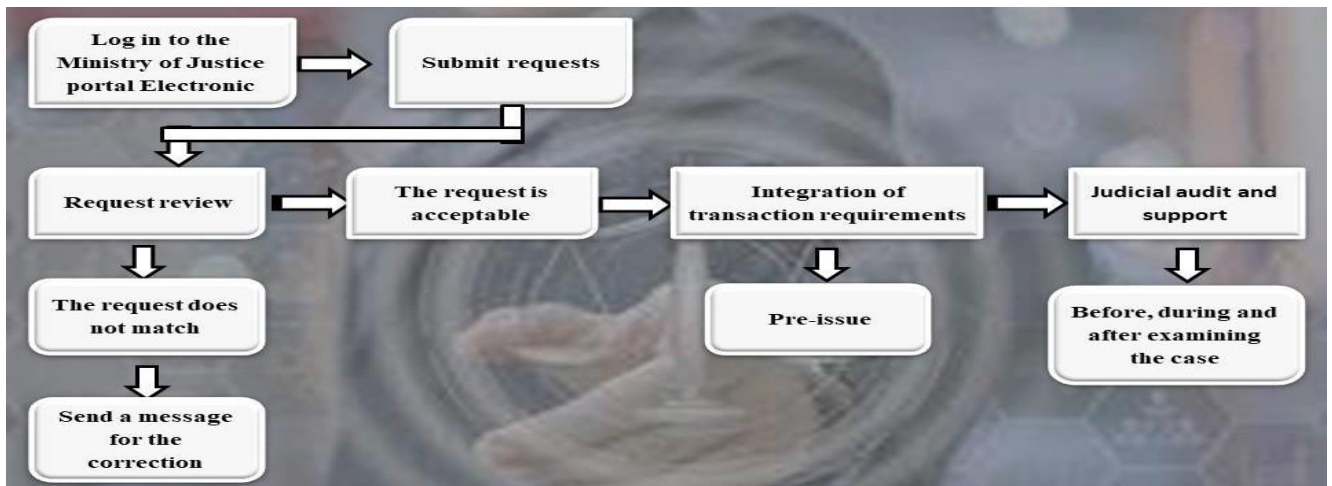 Log in to the
Ministry of Justice
portal Electronic
Submit requests
Request review
The request is
acceptable
Integration of
transaction requirements
Judicial audit and
support
The request does
not match
Pre-issue
Before, during and
after examining
the case
Send a message
for the
correction